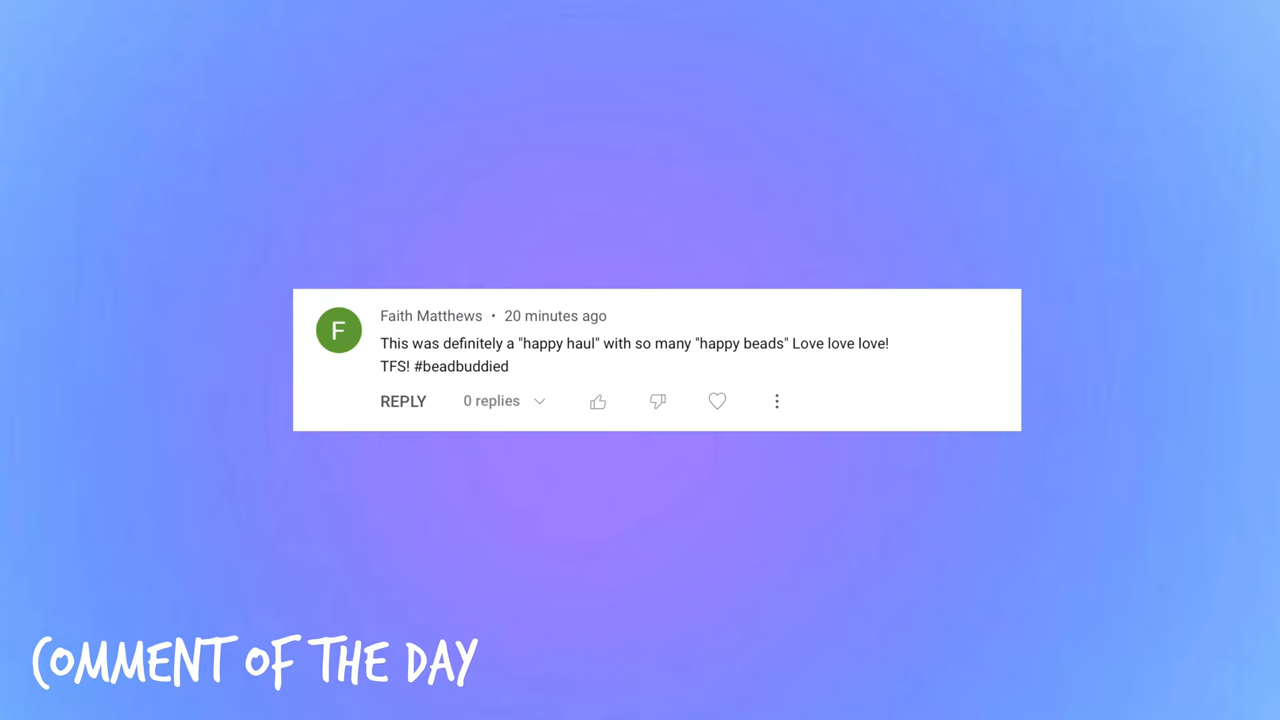 F
Faith Matthews • 20 minutes ago
This was definitely a "happy haul" with so many "happy beads" Love love love!
TFS! #beadbuddied
REPLY 0 replies
COMMENT OF THE DAY